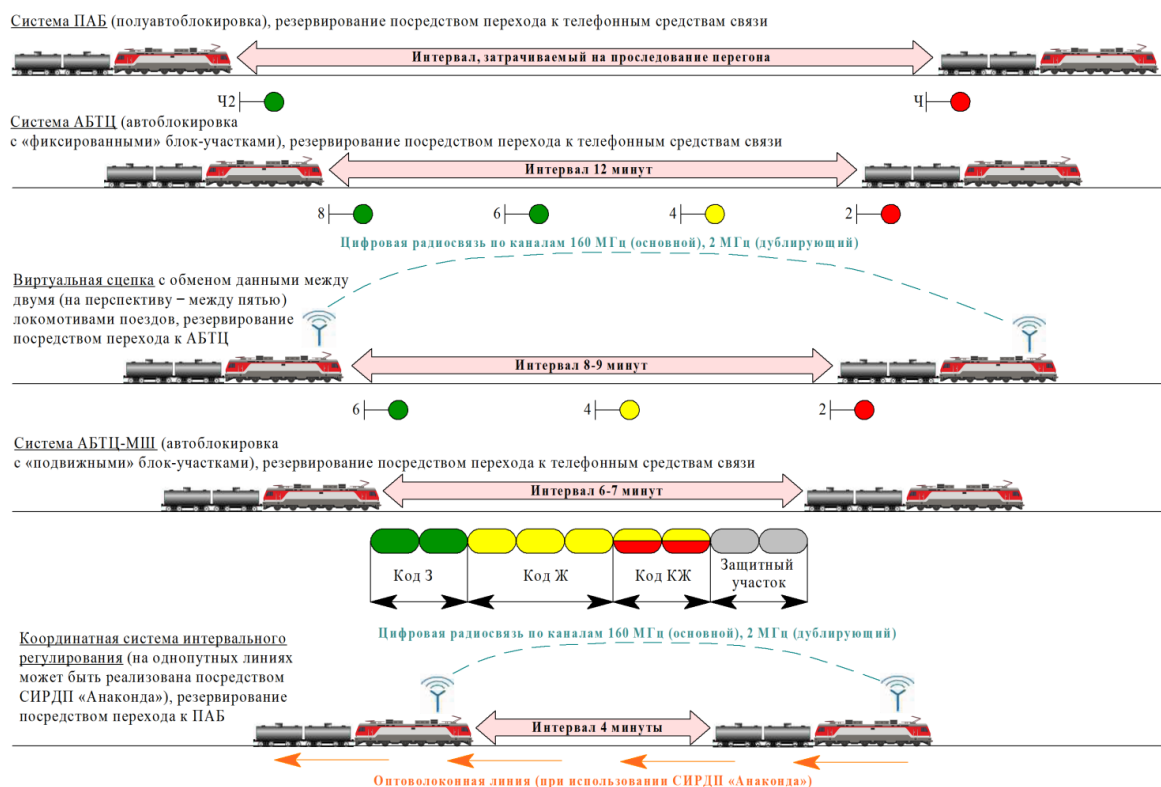 Система ПАБ (полуавтоблокировка), резервирование посредством перехода к телефонным средствам связи
Интервал, затрачиваемый на проследование перегона
Ч2
Ч
Система АБТЦ (автоблокировка
с «фиксированными» блок-участками), резервирование посредством перехода к телефонным средствам связи
Интервал 12 минут
8
6
4
2
Цифровая радиосвязь по каналам 160 МГц (основной), 2 МГц (дублирующий)
Виртуальная сцепка с обменом данными между
двумя (на перспективу – между пятью)
локомотивами поездов, резервирование
посредством перехода к АБТЦ
Интервал 8-9 минут
6
4
2
Система АБТЦ-МШ (автоблокировка
с «подвижными» блок-участками), резервирование посредством перехода к телефонным средствам связи
Интервал 6-7 минут
Код З
Код Ж
Код КЖ
Защитный
участок
Координатная система интервального
регулирования (на однопутных линиях
может быть реализована посредством
СИРДП «Анаконда»), резервирование
посредством перехода к ПАБ
Цифровая радиосвязь по каналам 160 МГц (основной), 2 МГц (дублирующий)
Интервал 4 минуты
Оптоволоконная линия (при использовании СИРДП «Анаконда»)